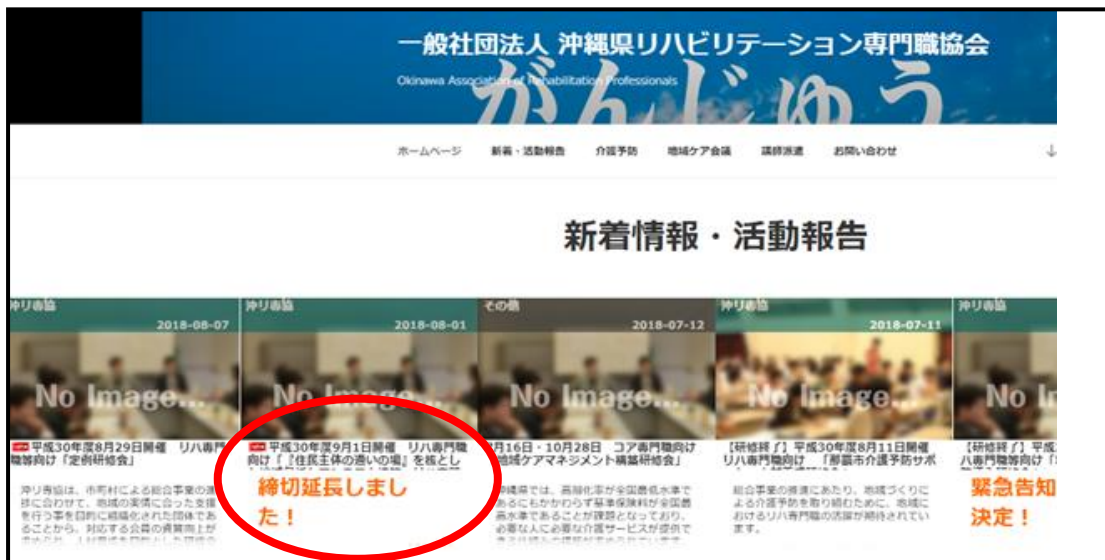 一般社団法人 沖縄県リハビリテーション専門職協会
Okinawa Association of Rehabilitation Professionals
がんじゅう
ホームページ 新着・活動報告 介護予防 地域ケア会議 講師派遣 お問い合わせ
新着情報・活動報告
沖リ専協
2018-08-07
No Image...
平成30年度8月29日開催 リハ専門
職等向け「定例研修会」
沖リ専協は、市町村による総合事業の進
捗に合わせて、地域の実情に合った支援
を行う事を目的に組織化された団体であ
ることから、対応する会員の資質向上が
沖リ専協
2018-08-01
No Image...
平成30年度9月1日開催 リハ専門職
向け「『住民主体の通いの場』を核とし
締切延長しまし
た！
その他
2018-07-12
No Image...
月16日・10月28日 コア専門職向け
地域ケアマネジメント構築研修会」
沖縄県では、高齢化率が全国最低水準で
あるにもかかわらず基準保険料が全国最
高水準であることが課題となっており、
必要な人に必要な介護サービスが提供で
沖リ専協
2018-07-11
No Image...
【研修終了】平成30年度8月11日開催
リハ専門職向け 「那覇市介護予防サポ
総合事業の推進にあたり、地域づくりに
よる介護予防を取り組むために、地域に
おけるリハ専門職の活躍が期待されてい
ます。
沖リ専協
No I
【研修終了】平成
八専門職等向け「
緊急告知
決定！